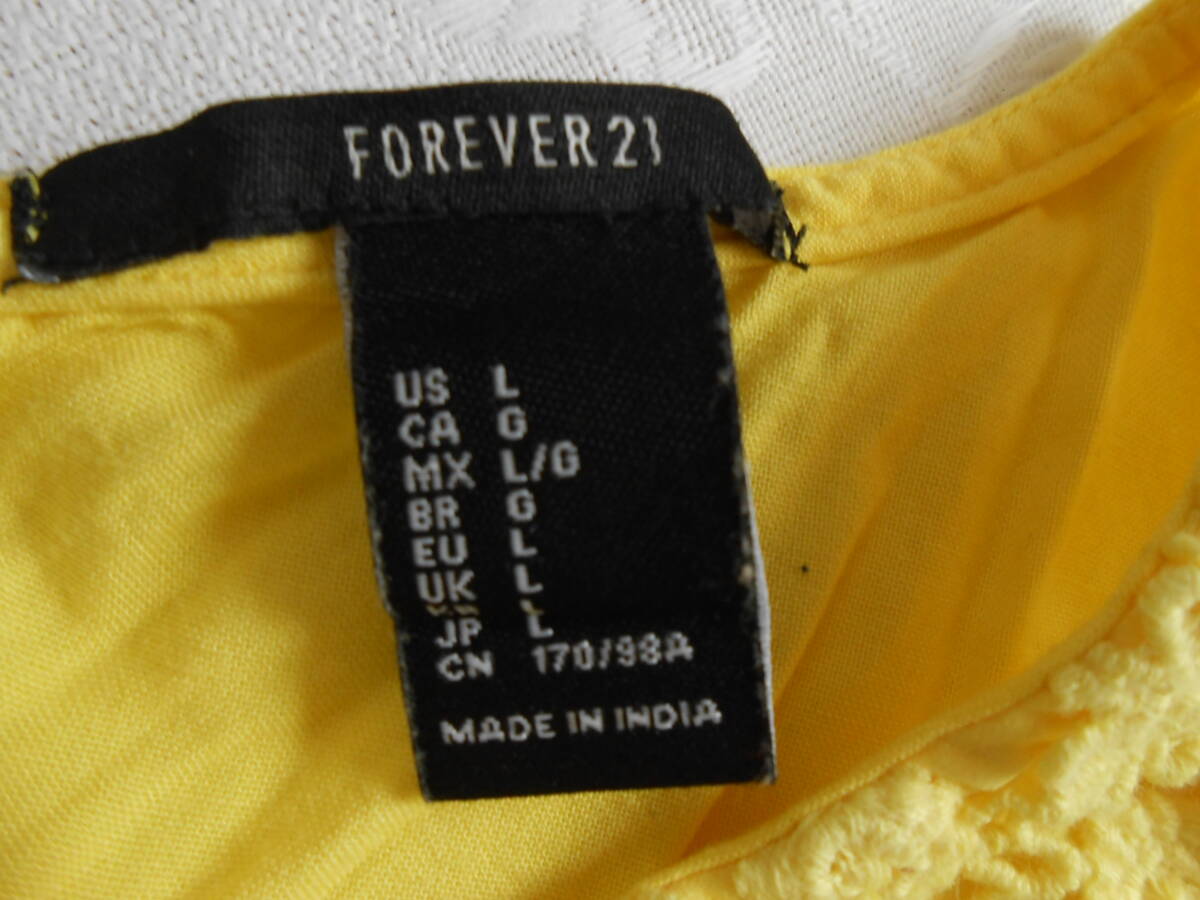 FOREVER 21
US L
CA G
MX L/G
BR G
EU L
UK L
JP L
CN 170/98A
MADE IN INDIA